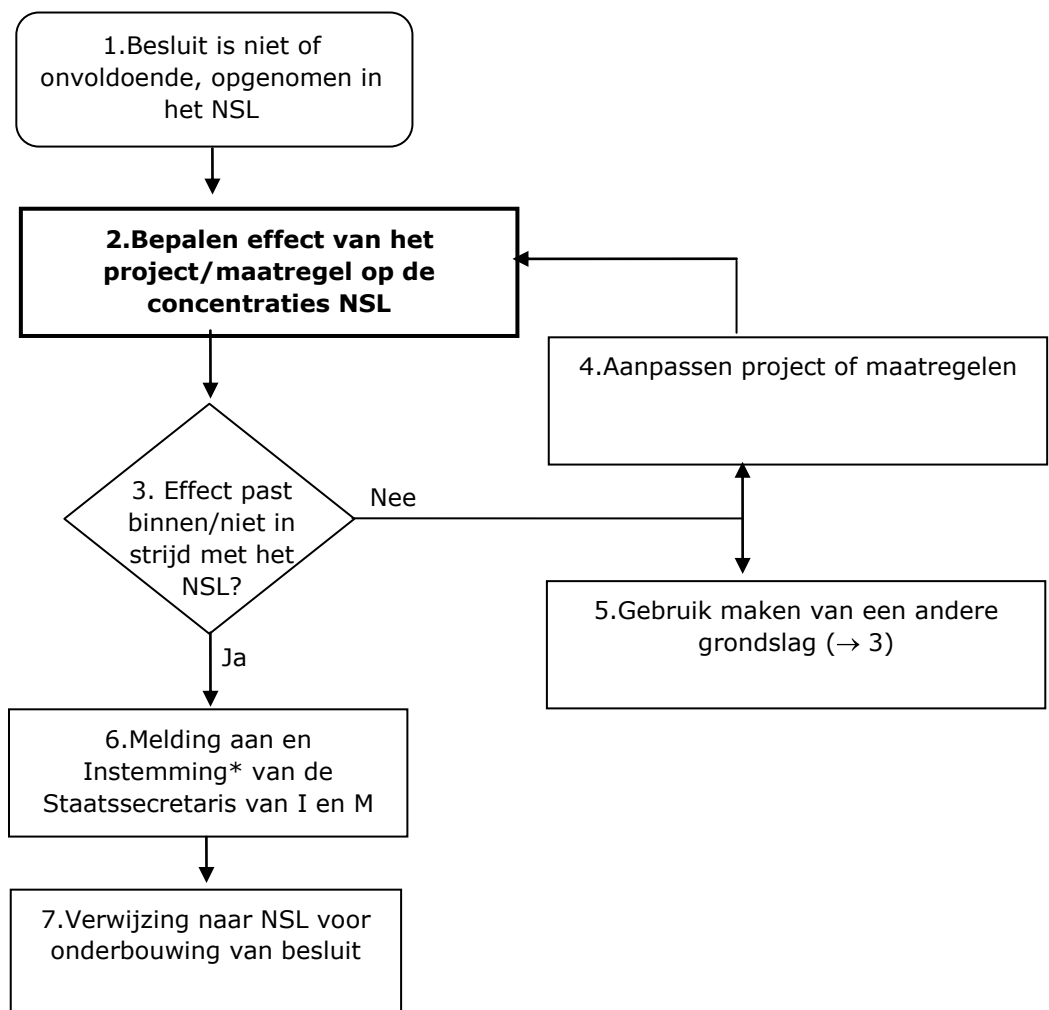 1.Besluit is niet of
onvoldoende, opgenomen in
het NSL
2.Bepalen effect van het
project/maatregel op de
concentraties NSL
4.Aanpassen project of maatregelen
3. Effect past
binnen/niet in
strijd met het
NSL?
Nee
5.Gebruik maken van een andere
grondslag (→ 3)
Ja
6.Melding aan en
Instemming* van de
Staatssecretaris van I en M
7.Verwijzing naar NSL voor
onderbouwing van besluit